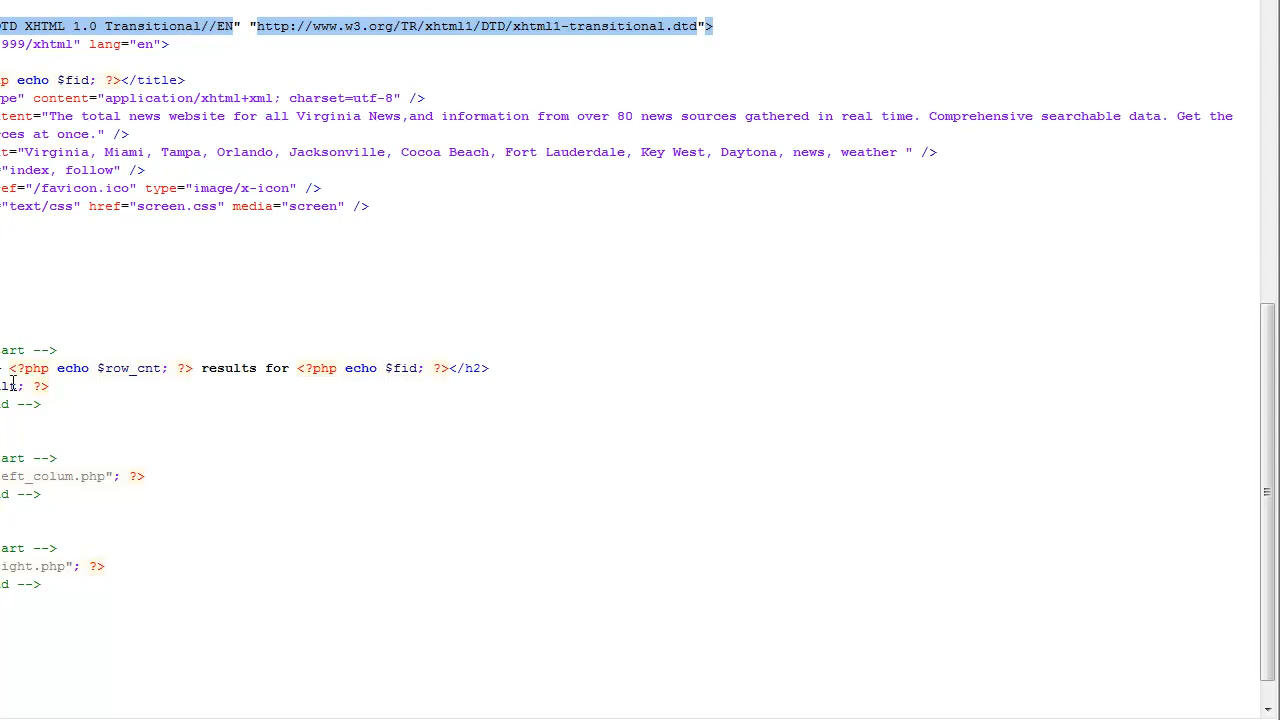 TD XHTML 1.0 Transitional//EN" "http://www.w3.org/TR/xhtml1/DTD/xhtml1-transitional.dtd">
999/xhtml" lang="en">
p echo $fid; ?></title>
pe" content="application/xhtml+xml; charset=utf-8" />
tent="The total news website for all Virginia News,and information from over 80 news sources gathered in real time. Comprehensive searchable data. Get the
ces at once." />
t="Virginia, Miami, Tampa, Orlando, Jacksonville, Cocoa Beach, Fort Lauderdale, Key West, Daytona, news, weather " />
="index, follow" />
ef="/favicon.ico" type="image/x-icon" />
="text/css" href="screen.css" media="screen" />
art -->
<?php echo $row_cnt; ?> results for <?php echo $fid; ?></h2>
; ?>
d -->
art -->
eft_colum.php"; ?>
d -->
art -->
ight.php"; ?>
d -->